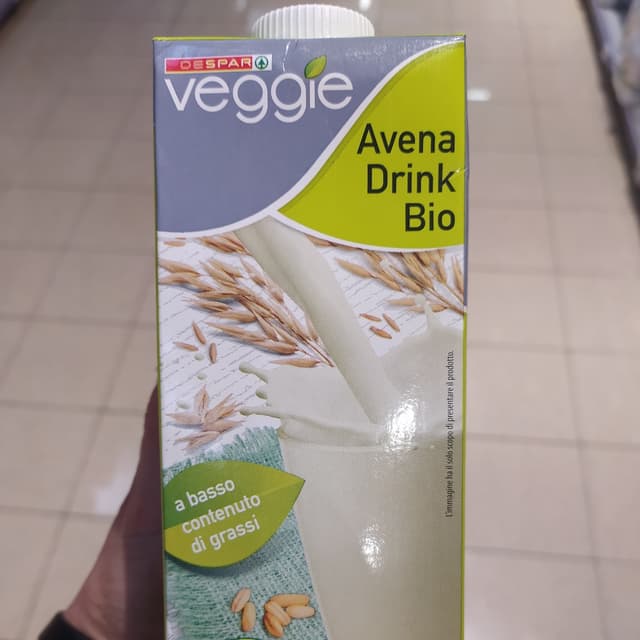 DESPAR
veggie
Avena
Drink
Bio
L'immagine ha il solo scopo di presentare il prodotto.
a basso
contenuto
di grassi